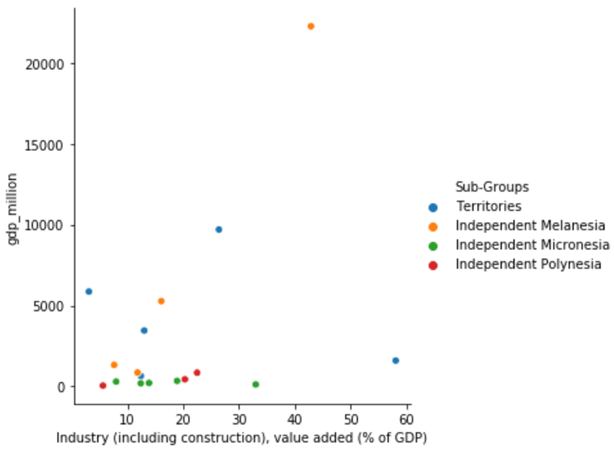 20000
15000
10000
5000
0
gdp_million
10 20 30 40 50 60
Industry (including construction), value added (% of GDP)
Sub-Groups
Territories
Independent Melanesia
Independent Micronesia
Independent Polynesia